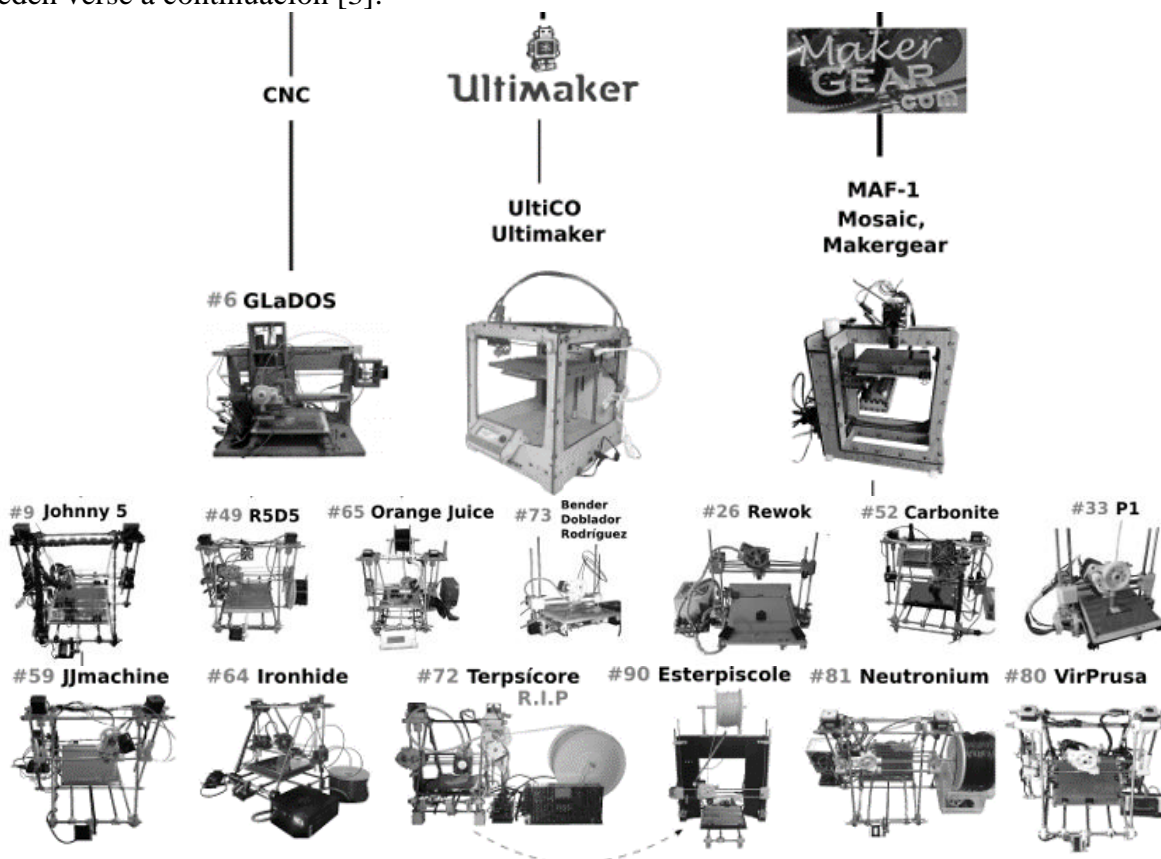 eden verse a continuación [3].
CNC
Ultimaker
Maker
GEAR
.com
UltiCO
Ultimaker
MAF-1
Mosaic,
Makergear
#6 GLaDOS
#9 Johnny 5
#49 R5D5
#65 Orange Juice
#73 Bender
Doblador
Rodríguez
#26 Rewok
#52 Carbonite
#33 P1
#59 JJmachine
#64 Ironhide
#72 Terpsícore
R.I.P
#90 Esterpiscole
#81 Neutronium
#80 VirPrusa